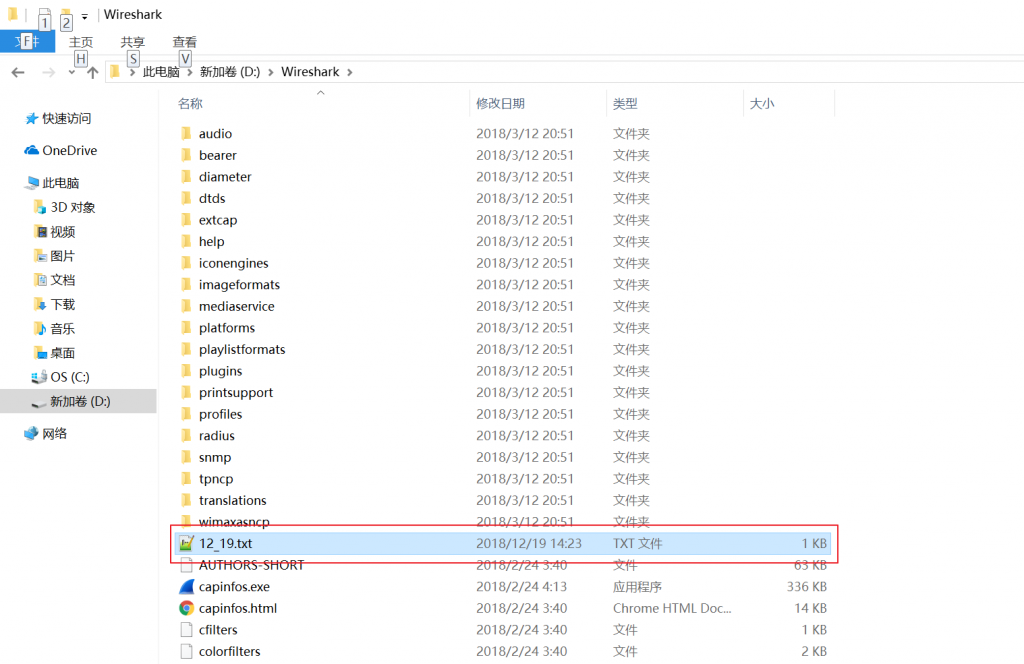 1 2 Wireshark
文件 F 主页 共享 查看
H S V
此电脑 新加卷 (D:) Wireshark
名称 修改日期 类型 大小
快速访问
OneDrive
此电脑
3D 对象
视频
图片
文档
下载
音乐
桌面
OS (C:)
新加卷 (D:)
网络
audio 2018/3/12 20:51 文件夹
bearer 2018/3/12 20:51 文件夹
diameter 2018/3/12 20:51 文件夹
dtds 2018/3/12 20:51 文件夹
extcap 2018/3/12 20:51 文件夹
help 2018/3/12 20:51 文件夹
iconengines 2018/3/12 20:51 文件夹
imageformats 2018/3/12 20:51 文件夹
mediaservice 2018/3/12 20:51 文件夹
platforms 2018/3/12 20:51 文件夹
playlistformats 2018/3/12 20:51 文件夹
plugins 2018/3/12 20:51 文件夹
printsupport 2018/3/12 20:51 文件夹
profiles 2018/3/12 20:51 文件夹
radius 2018/3/12 20:51 文件夹
snmp 2018/3/12 20:51 文件夹
tpncp 2018/3/12 20:51 文件夹
translations 2018/3/12 20:51 文件夹
wimaxasncp 2018/3/12 20:51 文件夹
12_19.txt 2018/12/19 14:23 TXT 文件 1 KB
AUTHORS-SHORT 2018/2/24 3:40 文件 63 KB
capinfos.exe 2018/2/24 4:13 应用程序 336 KB
capinfos.html 2018/2/24 3:40 Chrome HTML Doc... 14 KB
cfilters 2018/2/24 3:40 文件 1 KB
colorfilters 2018/2/24 3:40 文件 2 KB